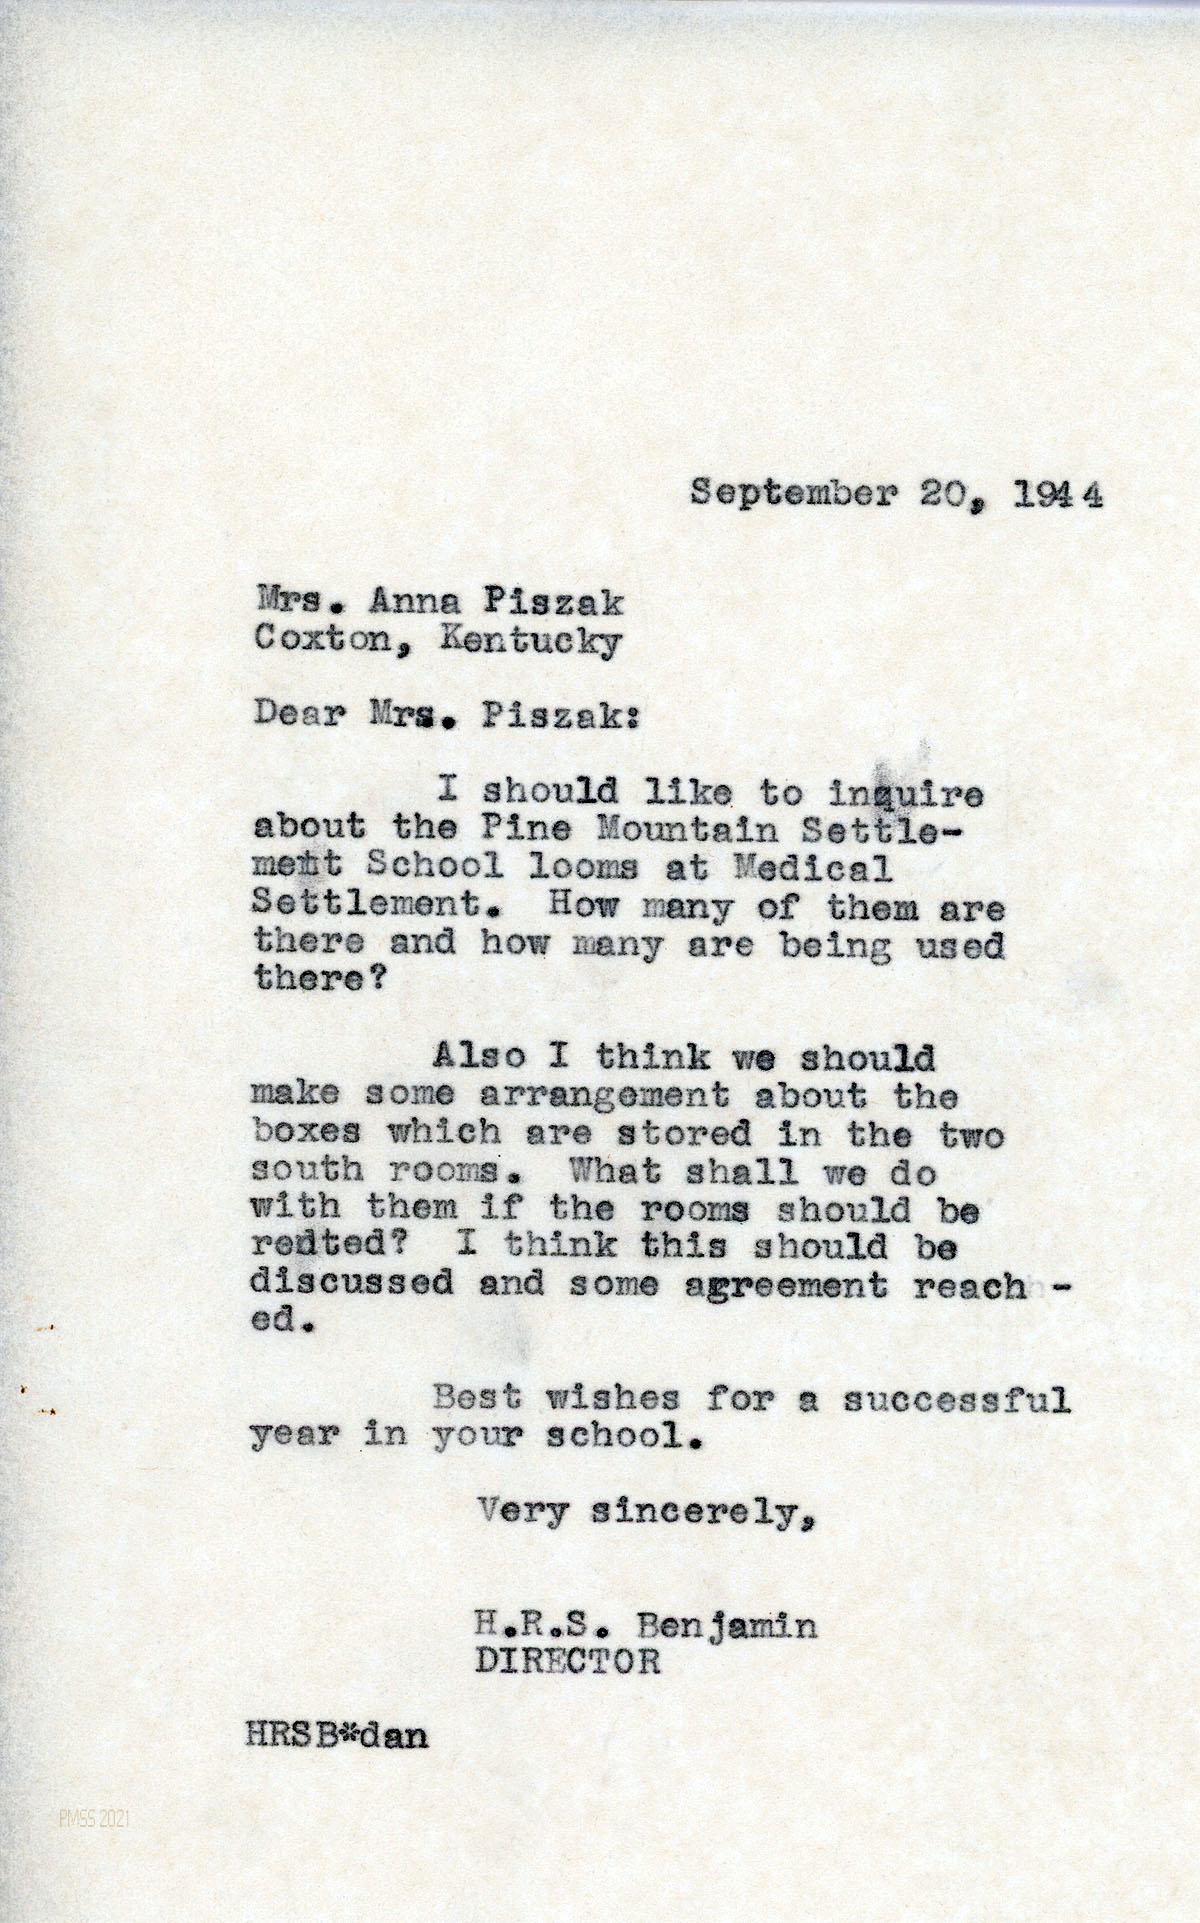 September 20, 1944
Mrs. Anna Piszak
Coxton, Kentucky
Dear Mrs. Piszak:
I should like to inquire
about the Pine Mountain Settle-
ment School looms at Medical
Settlement. How many of them are
there and how many are being used
there?
Also I think we should
make some arrangement about the
boxes which are stored in the two
south rooms. What shall we do
with them if the rooms should be
rented? I think this should be
discussed and some agreement reach -
ed.
Best wishes for a successful
year in your school.
Very sincerely,
H.R.S. Benjamin
DIRECTOR
HRSB*dan
PMSS 2021